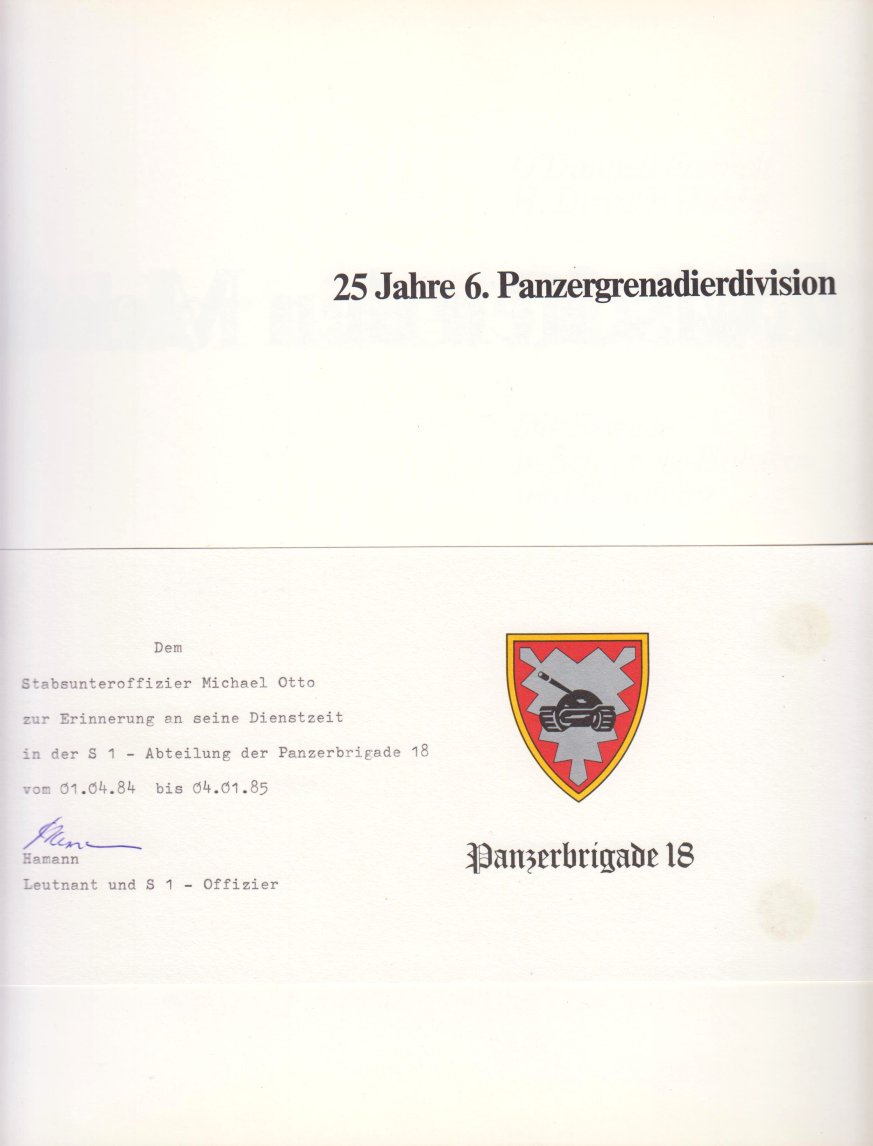 25 Jahre 6. Panzergrenadierdivision
Dem
Stabsunteroffizier Michael Otto
zur Erinnerung an seine Dienstzeit
in der S 1 - Abteilung der Panzerbrigade 18
vom 01.04.84 bis 04.01.85
Hamann
Leutnant und S 1 - Offizier
Panzerbrigade 18